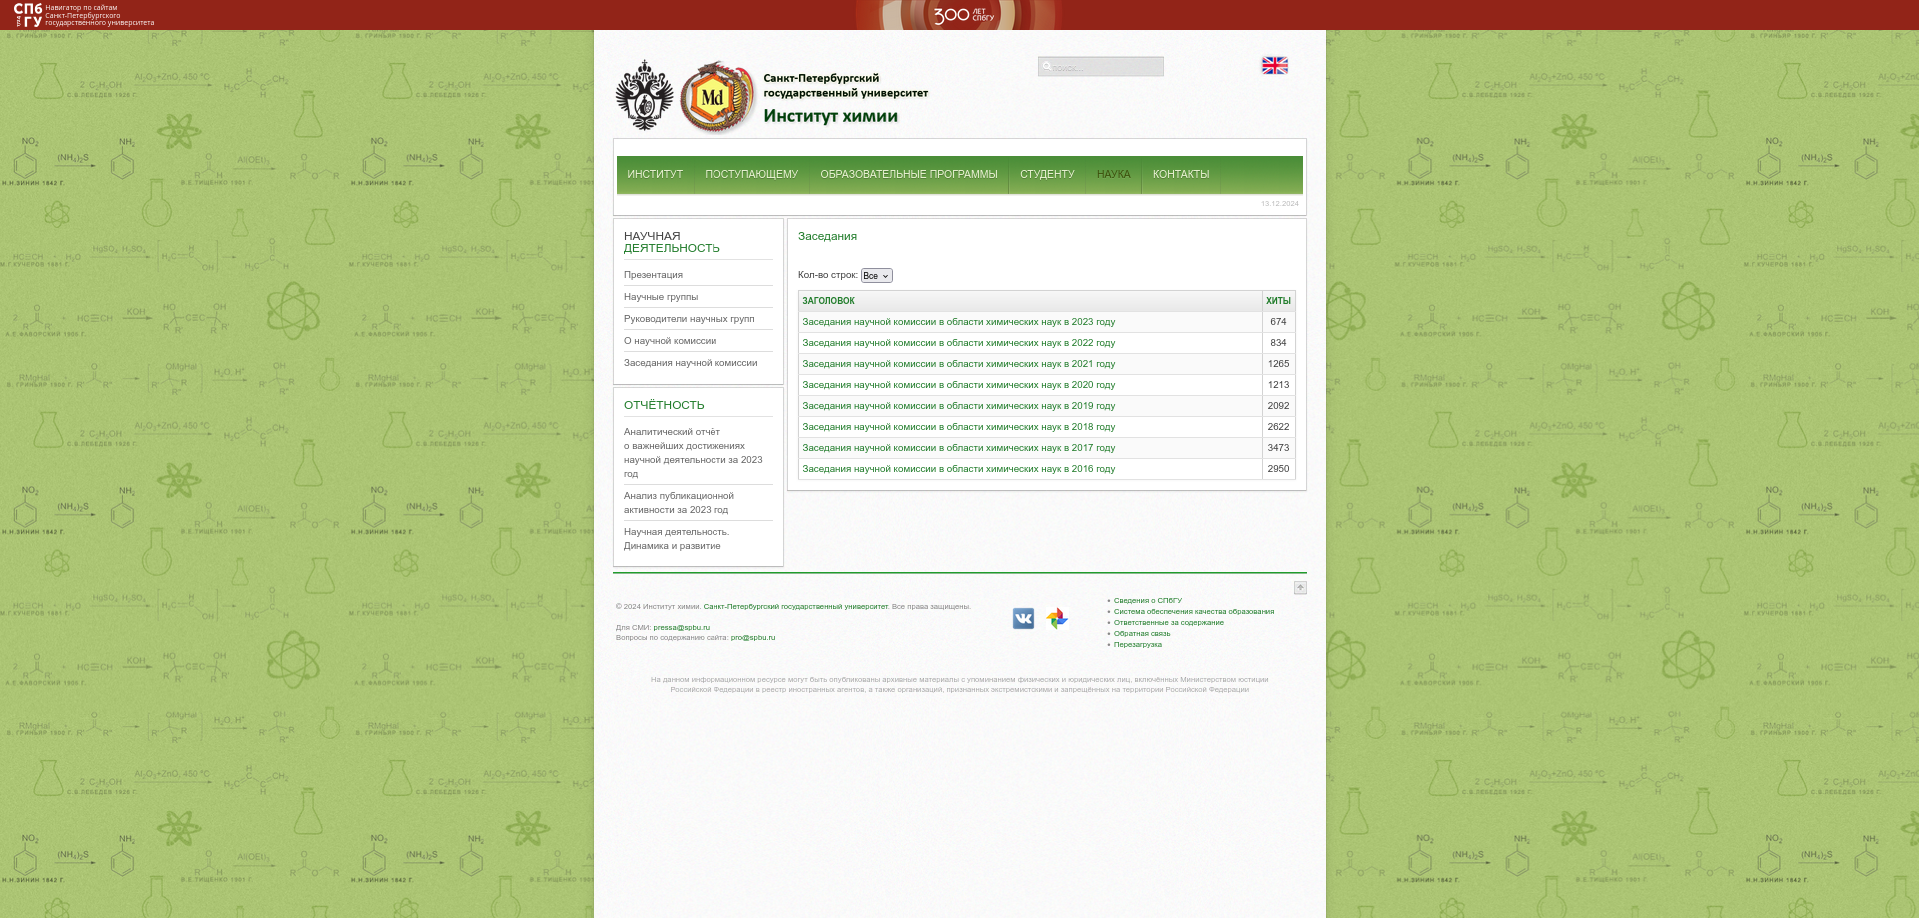 СПбГУ
Навигатор по сайтам
Санкт-Петербургского
государственного университета
300 ЛЕТ СПБГУ
Санкт-Петербургский
государственный университет
Институт химии
поиск...
ИНСТИТУТ ПОСТУПАЮЩЕМУ ОБРАЗОВАТЕЛЬНЫЕ ПРОГРАММЫ СТУДЕНТУ НАУКА КОНТАКТЫ
13.12.2024
НАУЧНАЯ
ДЕЯТЕЛЬНОСТЬ
Презентация
Научные группы
Руководители научных групп
О научной комиссии
Заседания научной комиссии
ОТЧЁТНОСТЬ
Аналитический отчёт
о важнейших достижениях
научной деятельности за 2023
год
Анализ публикационной
активности за 2023 год
Научная деятельность.
Динамика и развитие
Заседания
Кол-во строк: Все
ЗАГОЛОВОК ХИТЫ
Заседания научной комиссии в области химических наук в 2023 году 674
Заседания научной комиссии в области химических наук в 2022 году 834
Заседания научной комиссии в области химических наук в 2021 году 1265
Заседания научной комиссии в области химических наук в 2020 году 1213
Заседания научной комиссии в области химических наук в 2019 году 2092
Заседания научной комиссии в области химических наук в 2018 году 2622
Заседания научной комиссии в области химических наук в 2017 году 3473
Заседания научной комиссии в области химических наук в 2016 году 2950
© 2024 Институт химии. Санкт-Петербургский государственный университет. Все права защищены.
Для СМИ: pressa@spbu.ru
Вопросы по содержанию сайта: pro@spbu.ru
Сведения о СПбГУ
Система обеспечения качества образования
Ответственные за содержание
Обратная связь
Перезагрузка
На данном информационном ресурсе могут быть опубликованы архивные материалы с упоминанием физических и юридических лиц, включённых Министерством юстиции
Российской Федерации в реестр иностранных агентов, а также организаций, признанных экстремистскими и запрещённых на территории Российской Федерации